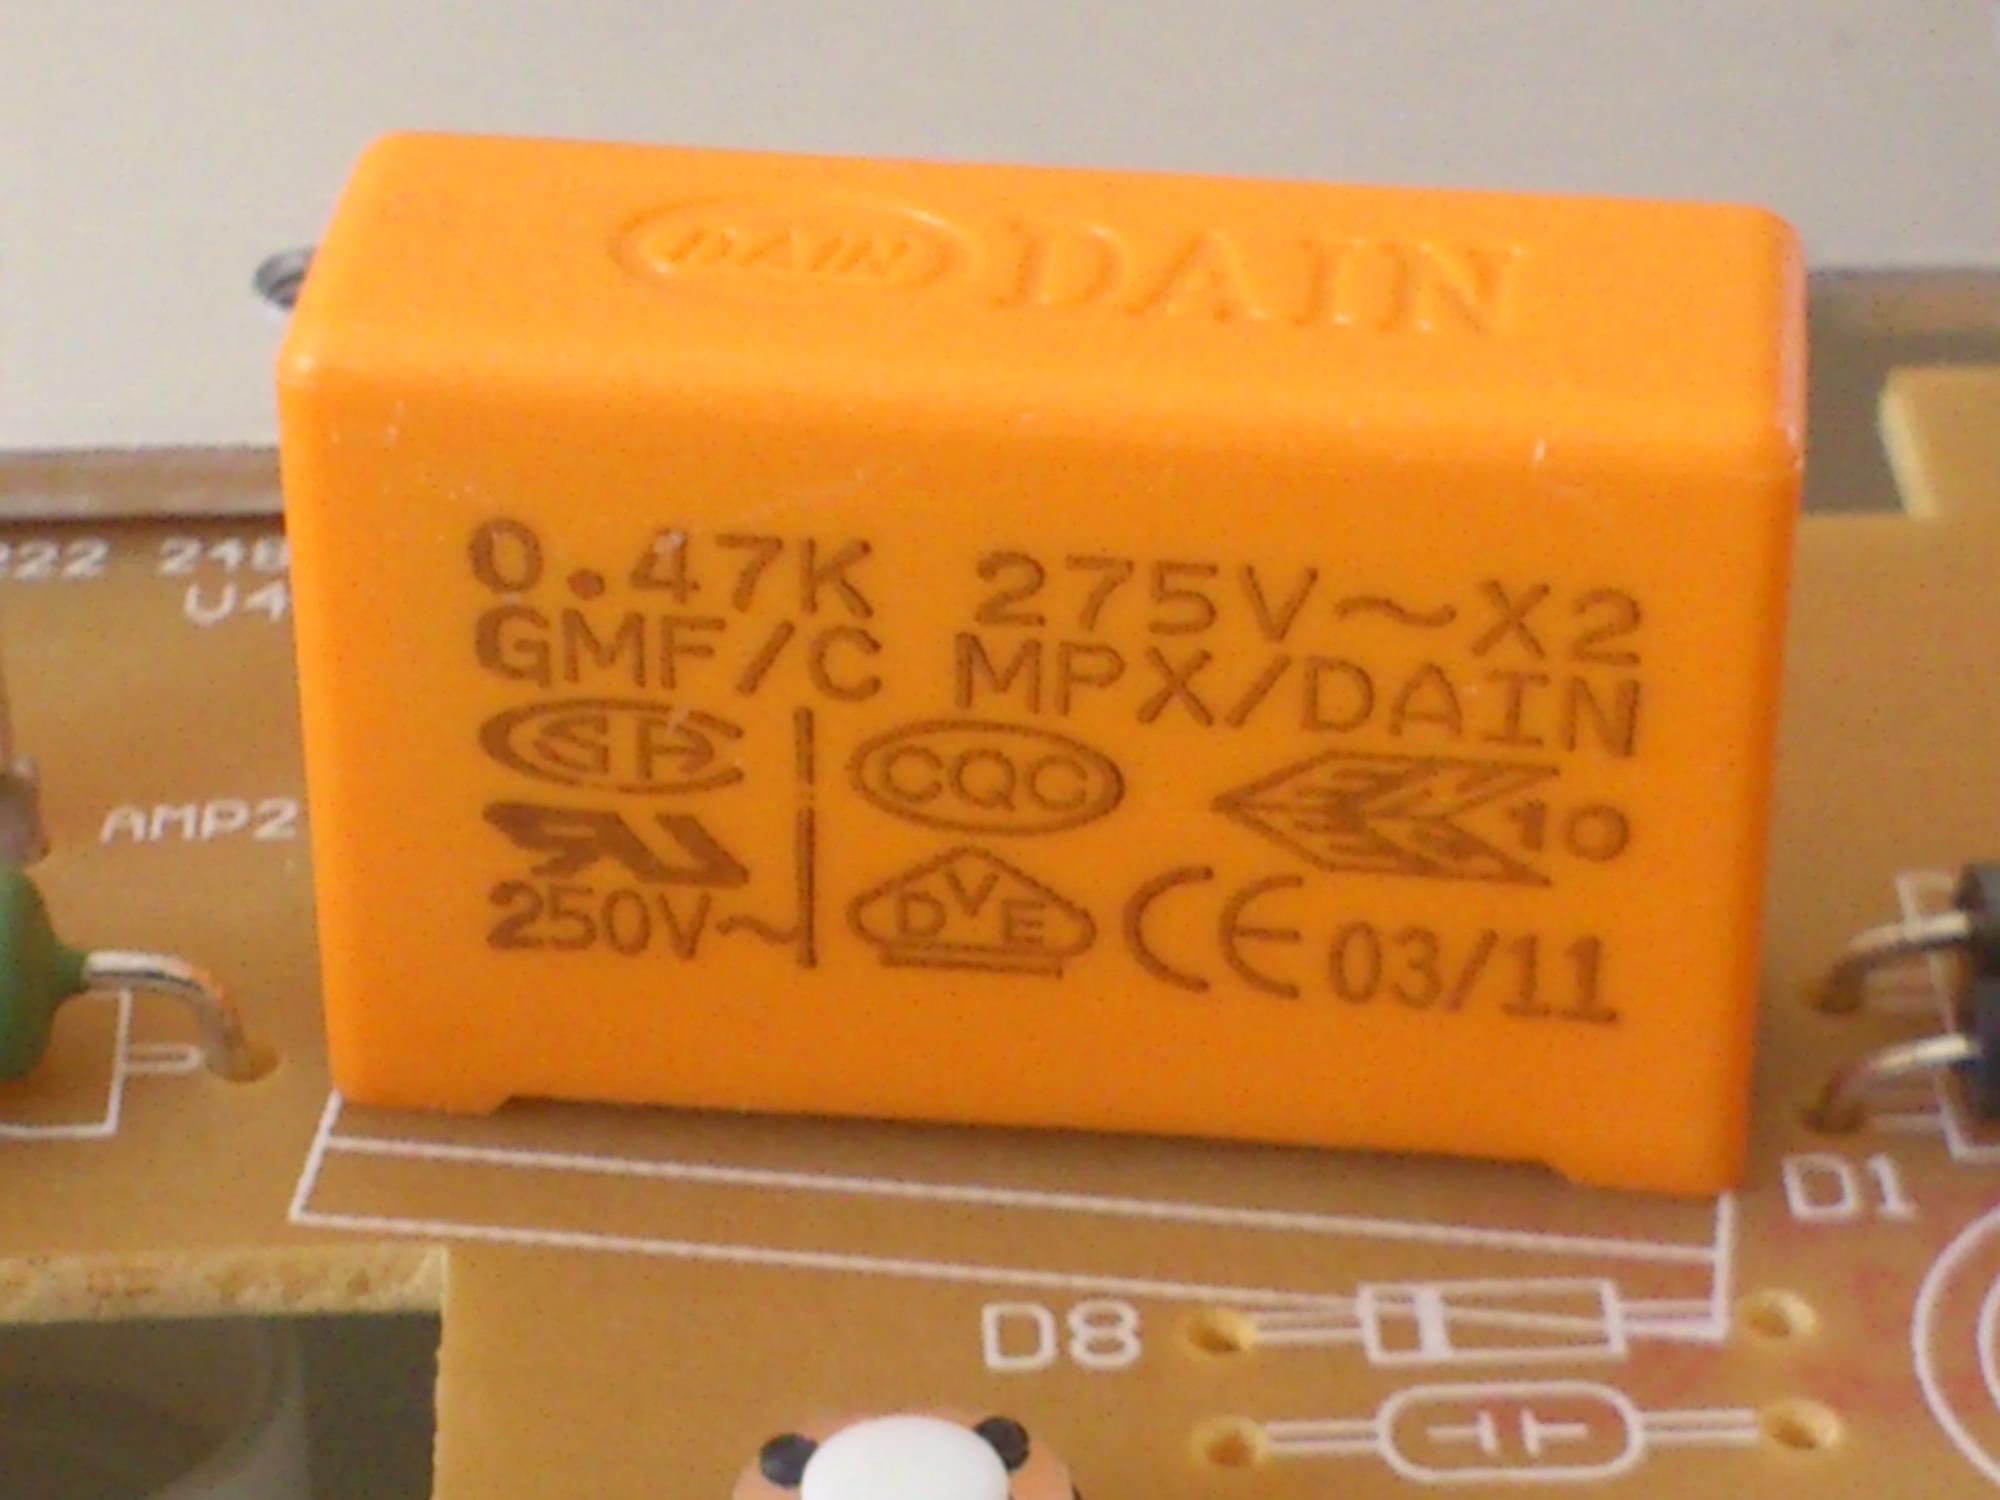 DAIN DAIN
222 248
U4
AMP2
0.47K 275V~X2
GMF/C MPX/DAIN
CQC 10
250V~ DVE CE 03/11
D1
D8